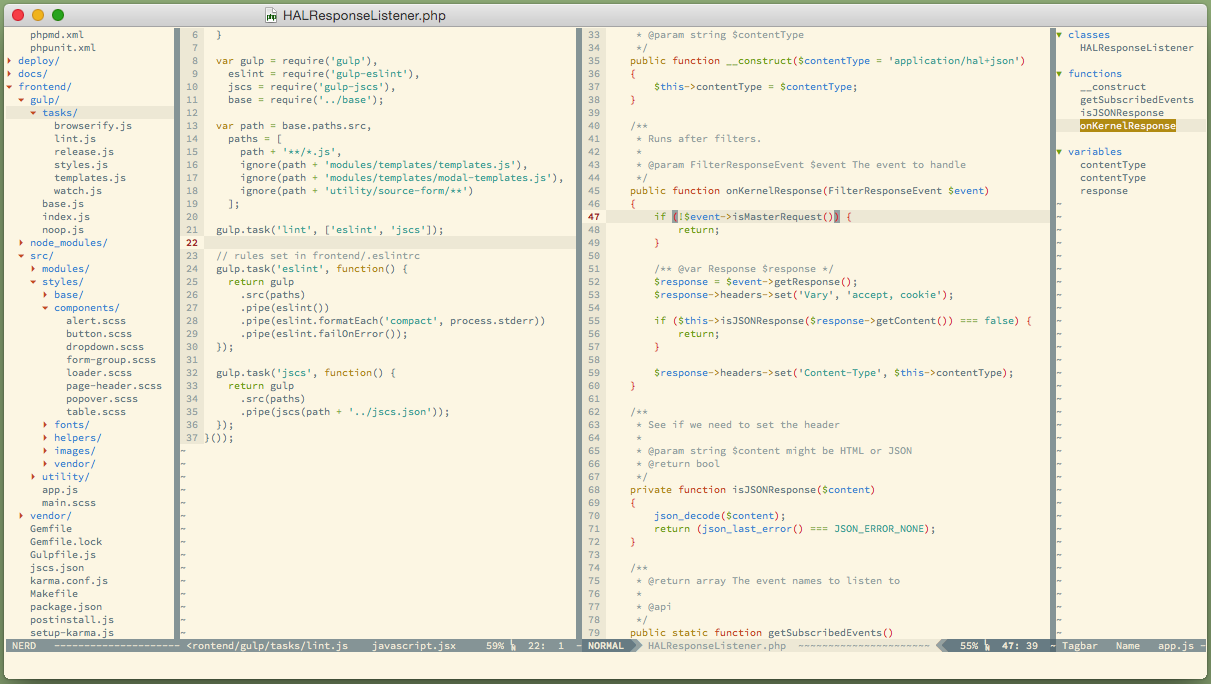 HALResponseListener.php
phpmd.xml
phpunit.xml
deploy/
docs/
frontend/
gulp/
tasks/
browserify.js
lint.js
release.js
styles.js
templates.js
watch.js
base.js
index.js
noop.js
node_modules/
src/
modules/
styles/
base/
components/
alert.scss
button.scss
dropdown.scss
form-group.scss
loader.scss
page-header.scss
popover.scss
table.scss
fonts/
helpers/
images/
vendor/
utility/
app.js
main.scss
vendor/
Gemfile
Gemfile.lock
Gulpfile.js
jscs.json
karma.conf.js
Makefile
package.json
postinstall.js
setup-karma.js
6 }
7
8 var gulp = require('gulp'),
9 eslint = require('gulp-eslint'),
10 jscs = require('gulp-jscs'),
11 base = require('../base');
12
13 var path = base.paths.src,
14 paths = [
15 path + '**/*.js',
16 ignore(path + 'modules/templates/templates.js'),
17 ignore(path + 'modules/templates/modal-templates.js'),
18 ignore(path + 'utility/source-form/**')
19 ];
20
21 gulp.task('lint', ['eslint', 'jscs']);
22
23 // rules set in frontend/.eslintrc
24 gulp.task('eslint', function() {
25 return gulp
26 .src(paths)
27 .pipe(eslint())
28 .pipe(eslint.formatEach('compact', process.stderr))
29 .pipe(eslint.failOnError());
30 });
31
32 gulp.task('jscs', function() {
33 return gulp
34 .src(paths)
35 .pipe(jscs(path + '../jscs.json'));
36 });
37 }());
33 * @param string $contentType
34 */
35 public function __construct($contentType = 'application/hal+json')
36 {
37 $this->contentType = $contentType;
38 }
39
40 /**
41 * Runs after filters.
42 *
43 * @param FilterResponseEvent $event The event to handle
44 */
45 public function onKernelResponse(FilterResponseEvent $event)
46 {
47 if (!$event->isMasterRequest()) {
48 return;
49 }
50
51 /** @var Response $response */
52 $response = $event->getResponse();
53 $response->headers->set('Vary', 'accept, cookie');
54
55 if ($this->isJSONResponse($response->getContent()) === false) {
56 return;
57 }
58
59 $response->headers->set('Content-Type', $this->contentType);
60 }
61
62 /**
63 * See if we need to set the header
64 *
65 * @param string $content might be HTML or JSON
66 * @return bool
67 */
68 private function isJSONResponse($content)
69 {
70 json_decode($content);
71 return (json_last_error() === JSON_ERROR_NONE);
72 }
73
74 /**
75 * @return array The event names to listen to
76 *
77 * @api
78 */
79 public static function getSubscribedEvents()
classes
HALResponseListener
functions
__construct
getSubscribedEvents
isJSONResponse
onKernelResponse
variables
contentType
contentType
response
NERD --------------------- <rontend/gulp/tasks/lint.js javascript.jsx 59% 22: 1 - NORMAL HALResponseListener.php ---------------------- 55% 47: 39 ~ Tagbar Name app.js -